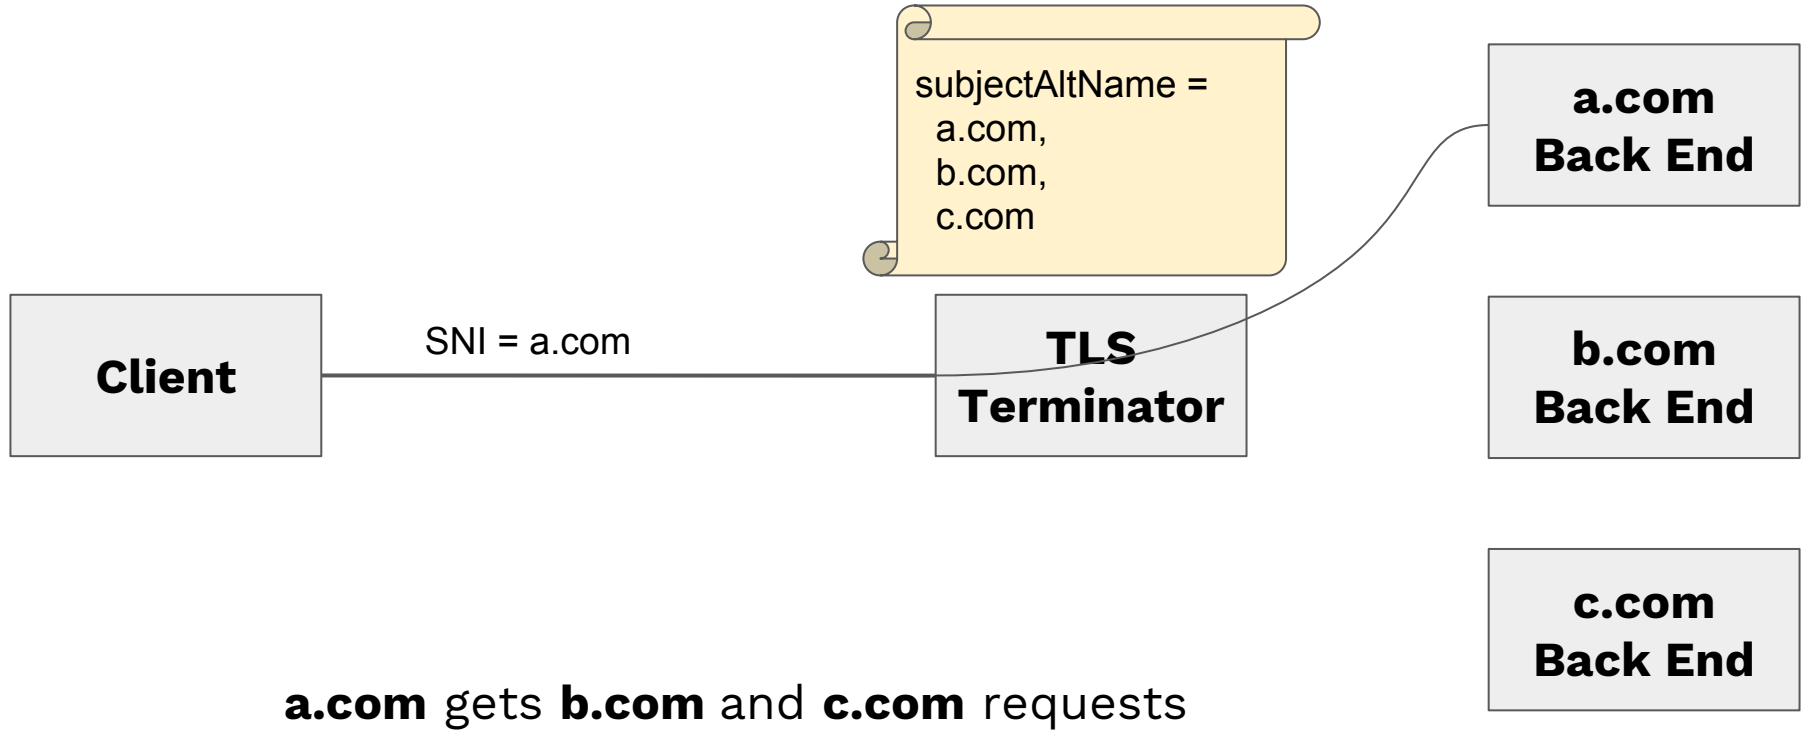 subjectAltName =
a.com,
b.com,
c.com
a.com
Back End
Client
SNI = a.com
TLS
Terminator
b.com
Back End
c.com
Back End
a.com gets b.com and c.com requests